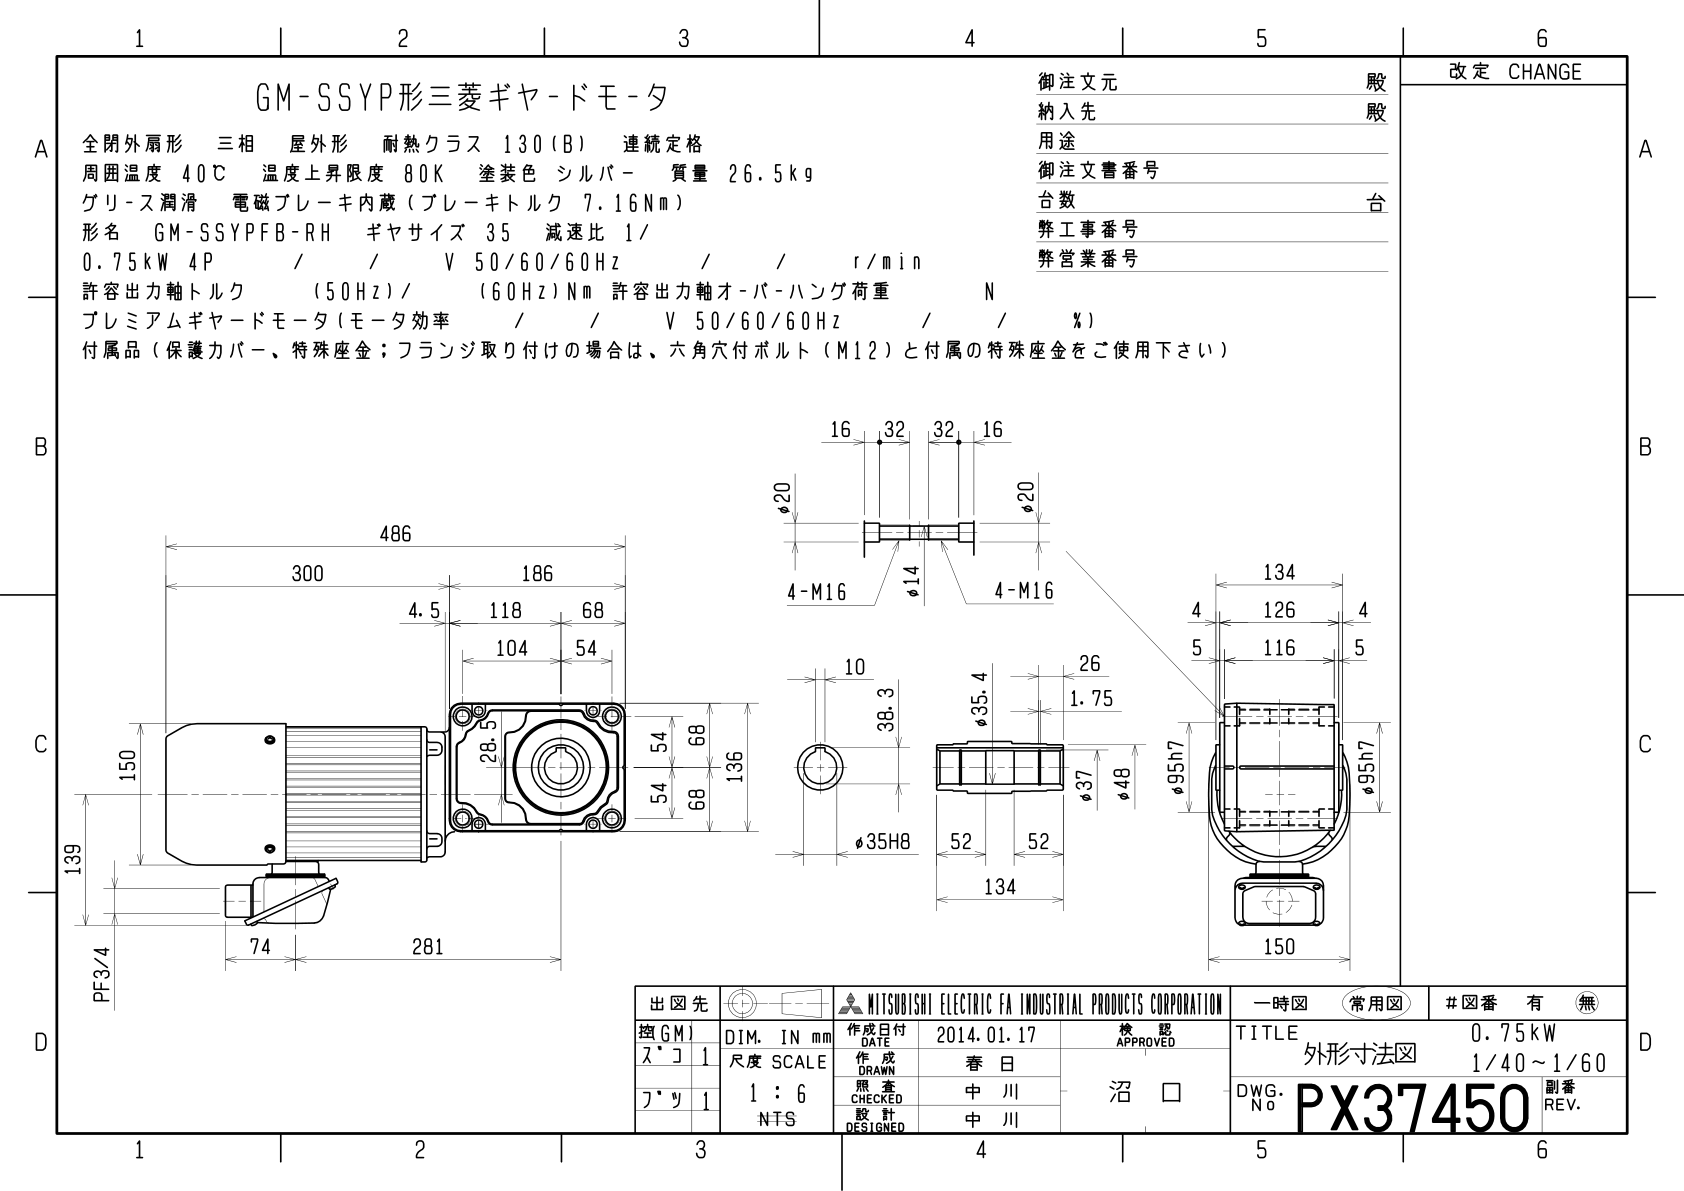 1 2 3 4 5 6
改定 CHANGE
GM-SSYP形三菱ギヤードモータ
全閉外扇形 三相 屋外形 耐熱クラス 130(B) 連続定格
周囲温度 40℃ 温度上昇限度 80K 塗装色 シルバー 質量 26.5kg
グリース潤滑 電磁ブレーキ内蔵(ブレーキトルク 7.16Nm)
形名 GM-SSYPFB-RH ギヤサイズ 35 減速比 1/
0.75kW 4P / / V 50/60/60Hz / / r/min
許容出力軸トルク (50Hz)/ (60Hz)Nm 許容出力軸オーバーハング荷重 N
プレミアムギヤードモータ(モータ効率 / / V 50/60/60Hz / / %)
付属品(保護カバー、特殊座金;フランジ取り付けの場合は、六角穴付ボルト(M12)と付属の特殊座金をご使用下さい)
御注文元 殿
納入先 殿
用途
御注文書番号
台数 台
弊工事番号
弊営業番号
A A
B B
C C
D D
16 32 32 16
φ20 φ20
4-M16 φ14 4-M16
486
300 186
4.5 118 68
104 54
28.5
54 68
136
54 68
150
139
PF3/4
74 281
10
38.3
φ35H8
26
φ35.4
1.75
φ37 φ48
52 52
134
134
4 126 4
5 116 5
φ95h7 φ95h7
150
出図先
控(GM)
ズコ 1
ブツ 1
DIM. IN mm
尺度 SCALE
1 : 6
NTS
MITSUBISHI ELECTRIC FA INDUSTRIAL PRODUCTS CORPORATION
作成日付 DATE 2014.01.17
作成 DRAWN 春日
照査 CHECKED 中川
設計 DESIGNED 中川
検認 APPROVED
沼口
一時図 常用図 #図番 有 無
TITLE 外形寸法図
0.75kW
1/40~1/60
DWG. No PX37450
副番 REV.
1 2 3 4 5 6